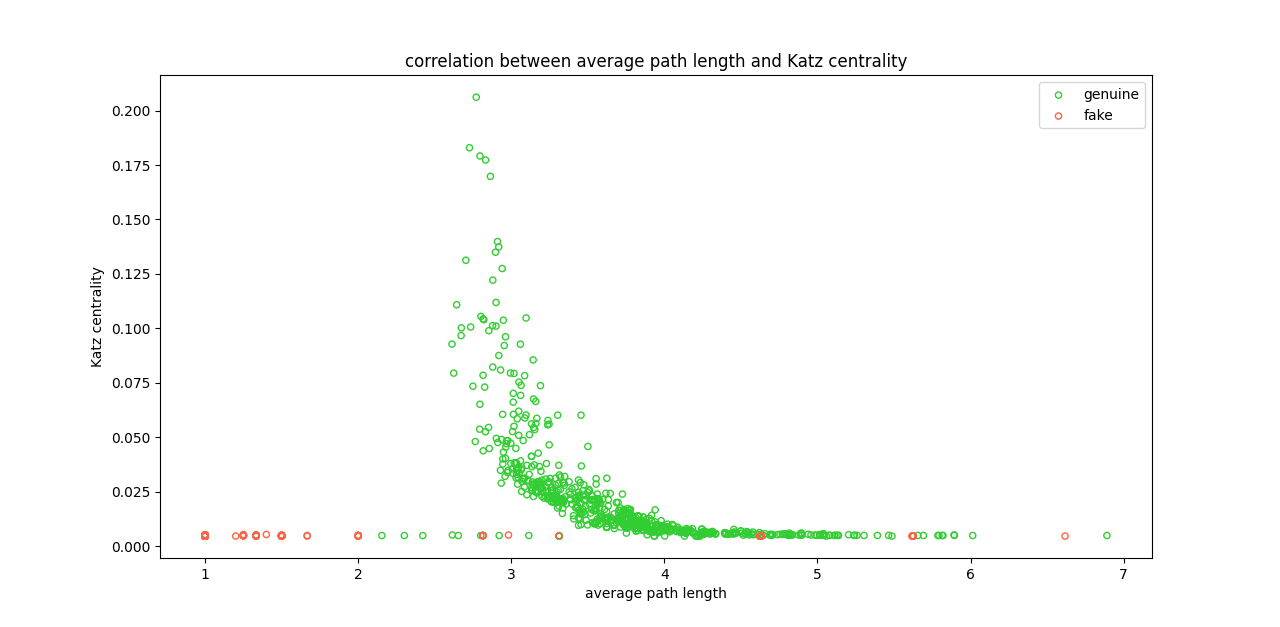 correlation between average path length and Katz centrality
genuine
fake
Katz centrality
0.200
0.175
0.150
0.125
0.100
0.075
0.050
0.025
0.000
1 2 3 4 5 6 7
average path length